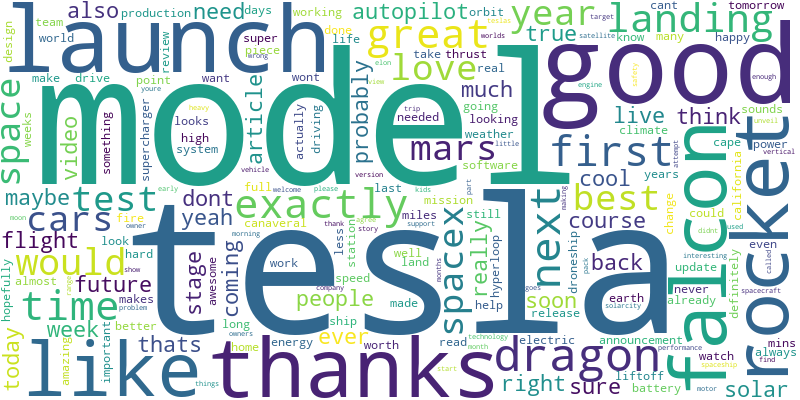 model
tesla
good
launch
thanks
like
falcon
rocket
dragon
great
first
exactly
time
would
test
cars
mars
love
space
spacex
next
best
landing
year
need
autopilot
also
true
live
think
much
article
probably
video
maybe
dont
yeah
flight
future
week
today
thats
stage
coming
people
ever
really
soon
right
sure
course
back
cool
solar
production
days
working
orbit
cant
tomorrow
team
world
super
done
design
piece
life
take
thrust
real
know
many
happy
make
drive
review
point
want
wont
going
looking
weeks
something
supercharger
looks
high
system
actually
driving
needed
weather
software
climate
sounds
cape
power
years
california
change
could
even
never
update
already
definitely
interesting
watch
always
mins
earth
announcement
release
electric
liftoff
battery
droneship
hyperloop
help
read
land
well
made
ship
speed
miles
still
mission
last
full
less
station
story
canaveral
fire
look
hard
hopefully
almost
makes
better
amazing
important
awesome
long
home
energy
worth
work
elon
teslas
worlds
target
satellite
engine
safety
enough
unveil
vertical
attempt
wrong
view
youre
heavy
trip
little
vehicle
version
early
welcome
please
kids
part
moon
owner
thank
agree
support
morning
show
problem
company
months
owners
things
technology
month
start
goes
pack
solarcity
making
used
didnt
called
spacecraft
find
performance
spaceship
motor